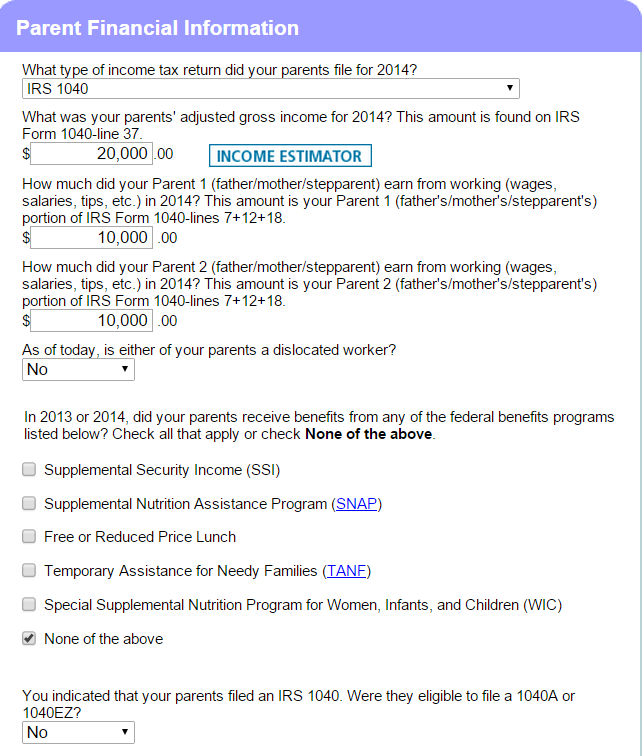 Parent Financial Information
What type of income tax return did your parents file for 2014?
IRS 1040
What was your parents' adjusted gross income for 2014? This amount is found on IRS
Form 1040-line 37.
$ 20,000 .00 INCOME ESTIMATOR
How much did your Parent 1 (father/mother/stepparent) earn from working (wages,
salaries, tips, etc.) in 2014? This amount is your Parent 1 (father's/mother's/stepparent's)
portion of IRS Form 1040-lines 7+12+18.
$ 10,000 .00
How much did your Parent 2 (father/mother/stepparent) earn from working (wages,
salaries, tips, etc.) in 2014? This amount is your Parent 2 (father's/mother's/stepparent's)
portion of IRS Form 1040-lines 7+12+18.
$ 10,000 .00
As of today, is either of your parents a dislocated worker?
No
In 2013 or 2014, did your parents receive benefits from any of the federal benefits programs
listed below? Check all that apply or check None of the above.
Supplemental Security Income (SSI)
Supplemental Nutrition Assistance Program (SNAP)
Free or Reduced Price Lunch
Temporary Assistance for Needy Families (TANF)
Special Supplemental Nutrition Program for Women, Infants, and Children (WIC)
None of the above
You indicated that your parents filed an IRS 1040. Were they eligible to file a 1040A or
1040EZ?
No